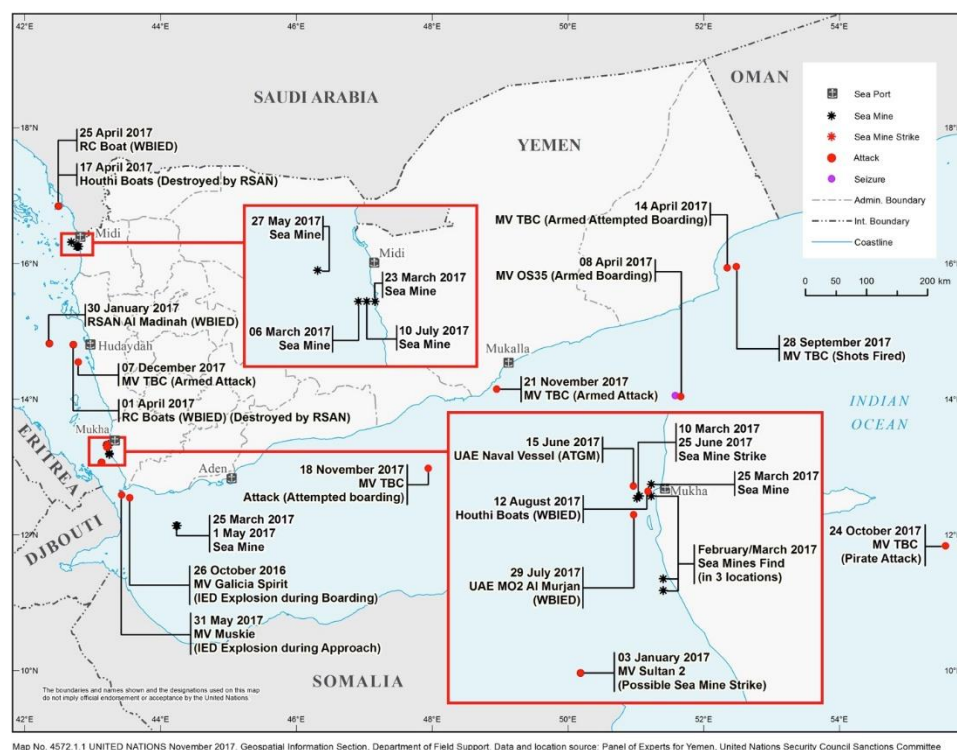 42°E
44°E
46°E
48°E
50°E
52°E
54°E
56°E
SAUDI ARABIA
OMAN
YEMEN
ERITREA
DJIBOUTI
SOMALIA
INDIAN
OCEAN
18°N
16°N
14°N
12°N
10°N
Sea Port
Sea Mine
Sea Mine Strike
Attack
Seizure
Admin. Boundary
Int. Boundary
Coastline
0
50
100
200 km
25 April 2017
RC Boat (WBIED)
17 April 2017
Houthi Boats (Destroyed by RSAN)
Midi
27 May 2017
Sea Mine
Midi
23 March 2017
Sea Mine
06 March 2017
Sea Mine
10 July 2017
Sea Mine
14 April 2017
MV TBC (Armed Attempted Boarding)
08 April 2017
MV OS35 (Armed Boarding)
28 September 2017
MV TBC (Shots Fired)
30 January 2017
RSAN Al Madinah (WBIED)
Hudaydah
07 December 2017
MV TBC (Armed Attack)
01 April 2017
RC Boats (WBIED) (Destroyed by RSAN)
Mukalla
21 November 2017
MV TBC (Armed Attack)
Mukha
Aden
18 November 2017
MV TBC
Attack (Attempted boarding)
25 March 2017
1 May 2017
Sea Mine
26 October 2016
MV Galicia Spirit
(IED Explosion during Boarding)
31 May 2017
MV Muskie
(IED Explosion during Approach)
15 June 2017
UAE Naval Vessel (ATGM)
10 March 2017
25 June 2017
Sea Mine Strike
25 March 2017
Sea Mine
Mukha
12 August 2017
Houthi Boats (WBIED)
February/March 2017
Sea Mines Find
(in 3 locations)
29 July 2017
UAE MO2 Al Murjan
(WBIED)
03 January 2017
MV Sultan 2
(Possible Sea Mine Strike)
24 October 2017
MV TBC
(Pirate Attack)
The boundaries and names shown and the designations used on this map
do not imply official endorsement or acceptance by the United Nations.
42°E
44°E
46°E
48°E
50°E
52°E
54°E
Map No. 4572.1.1 UNITED NATIONS November 2017. Geospatial Information Section, Department of Field Support. Data and location source: Panel of Experts for Yemen, United Nations Security Council Sanctions Committee